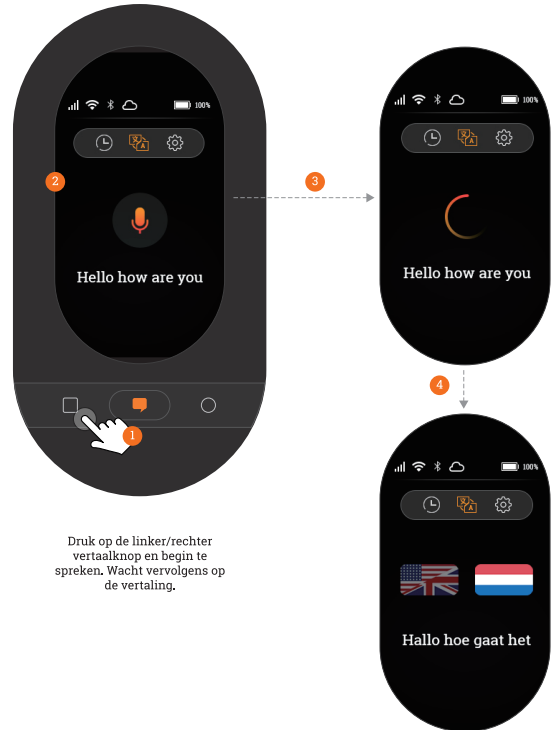 100%
2
Hello how are you
1
Druk op de linker/rechter
vertaalknop en begin te
spreken. Wacht vervolgens op
de vertaling.
3
100%
Hello how are you
4
100%
Hallo hoe gaat het